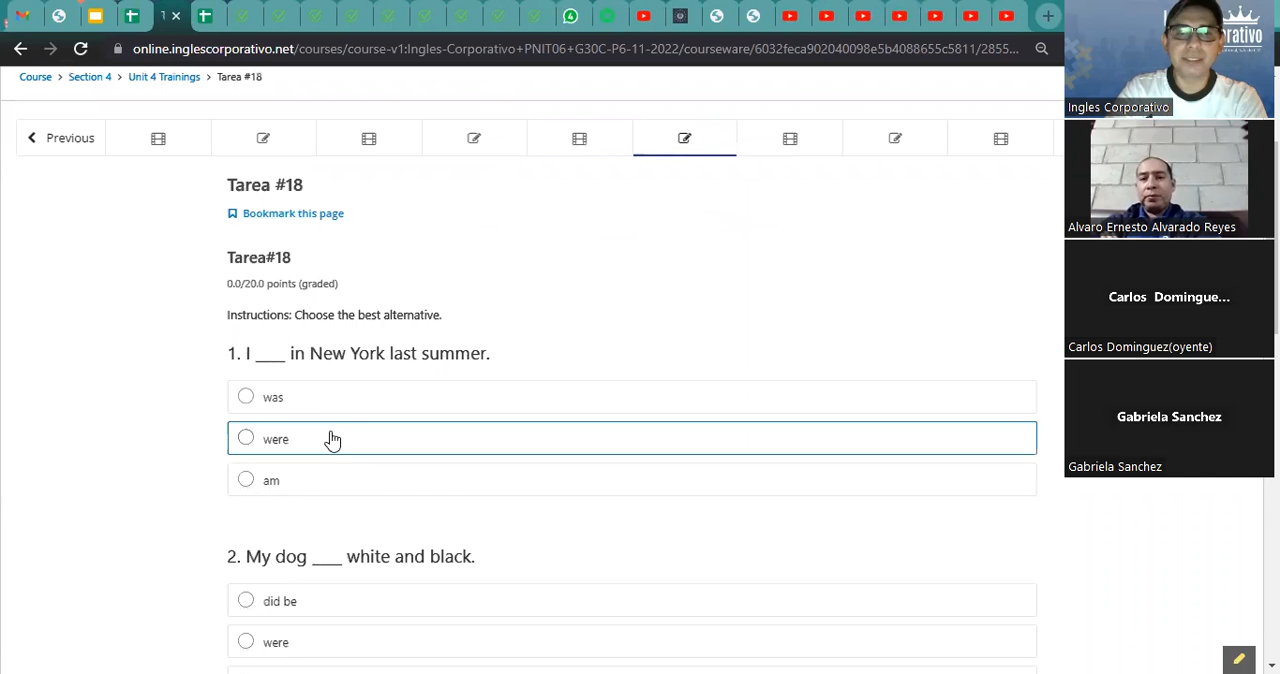 1
online.inglescorporativo.net/courses/course-v1:Ingles-Corporativo+PNIT06+G30C-P6-11-2022/courseware/6032feca902040098e5b4088655c5811/2855...
Course > Section 4 > Unit 4 Trainings > Tarea #18
Previous
Tarea #18
Bookmark this page
Tarea#18
0.0/20.0 points (graded)
Instructions: Choose the best alternative.
1. I ___ in New York last summer.
was
were
am
2. My dog ___ white and black.
did be
were
Ingles Corporativo
Alvaro Ernesto Alvarado Reyes
Carlos Domingue...
Carlos Dominguez(oyente)
Gabriela Sanchez
Gabriela Sanchez